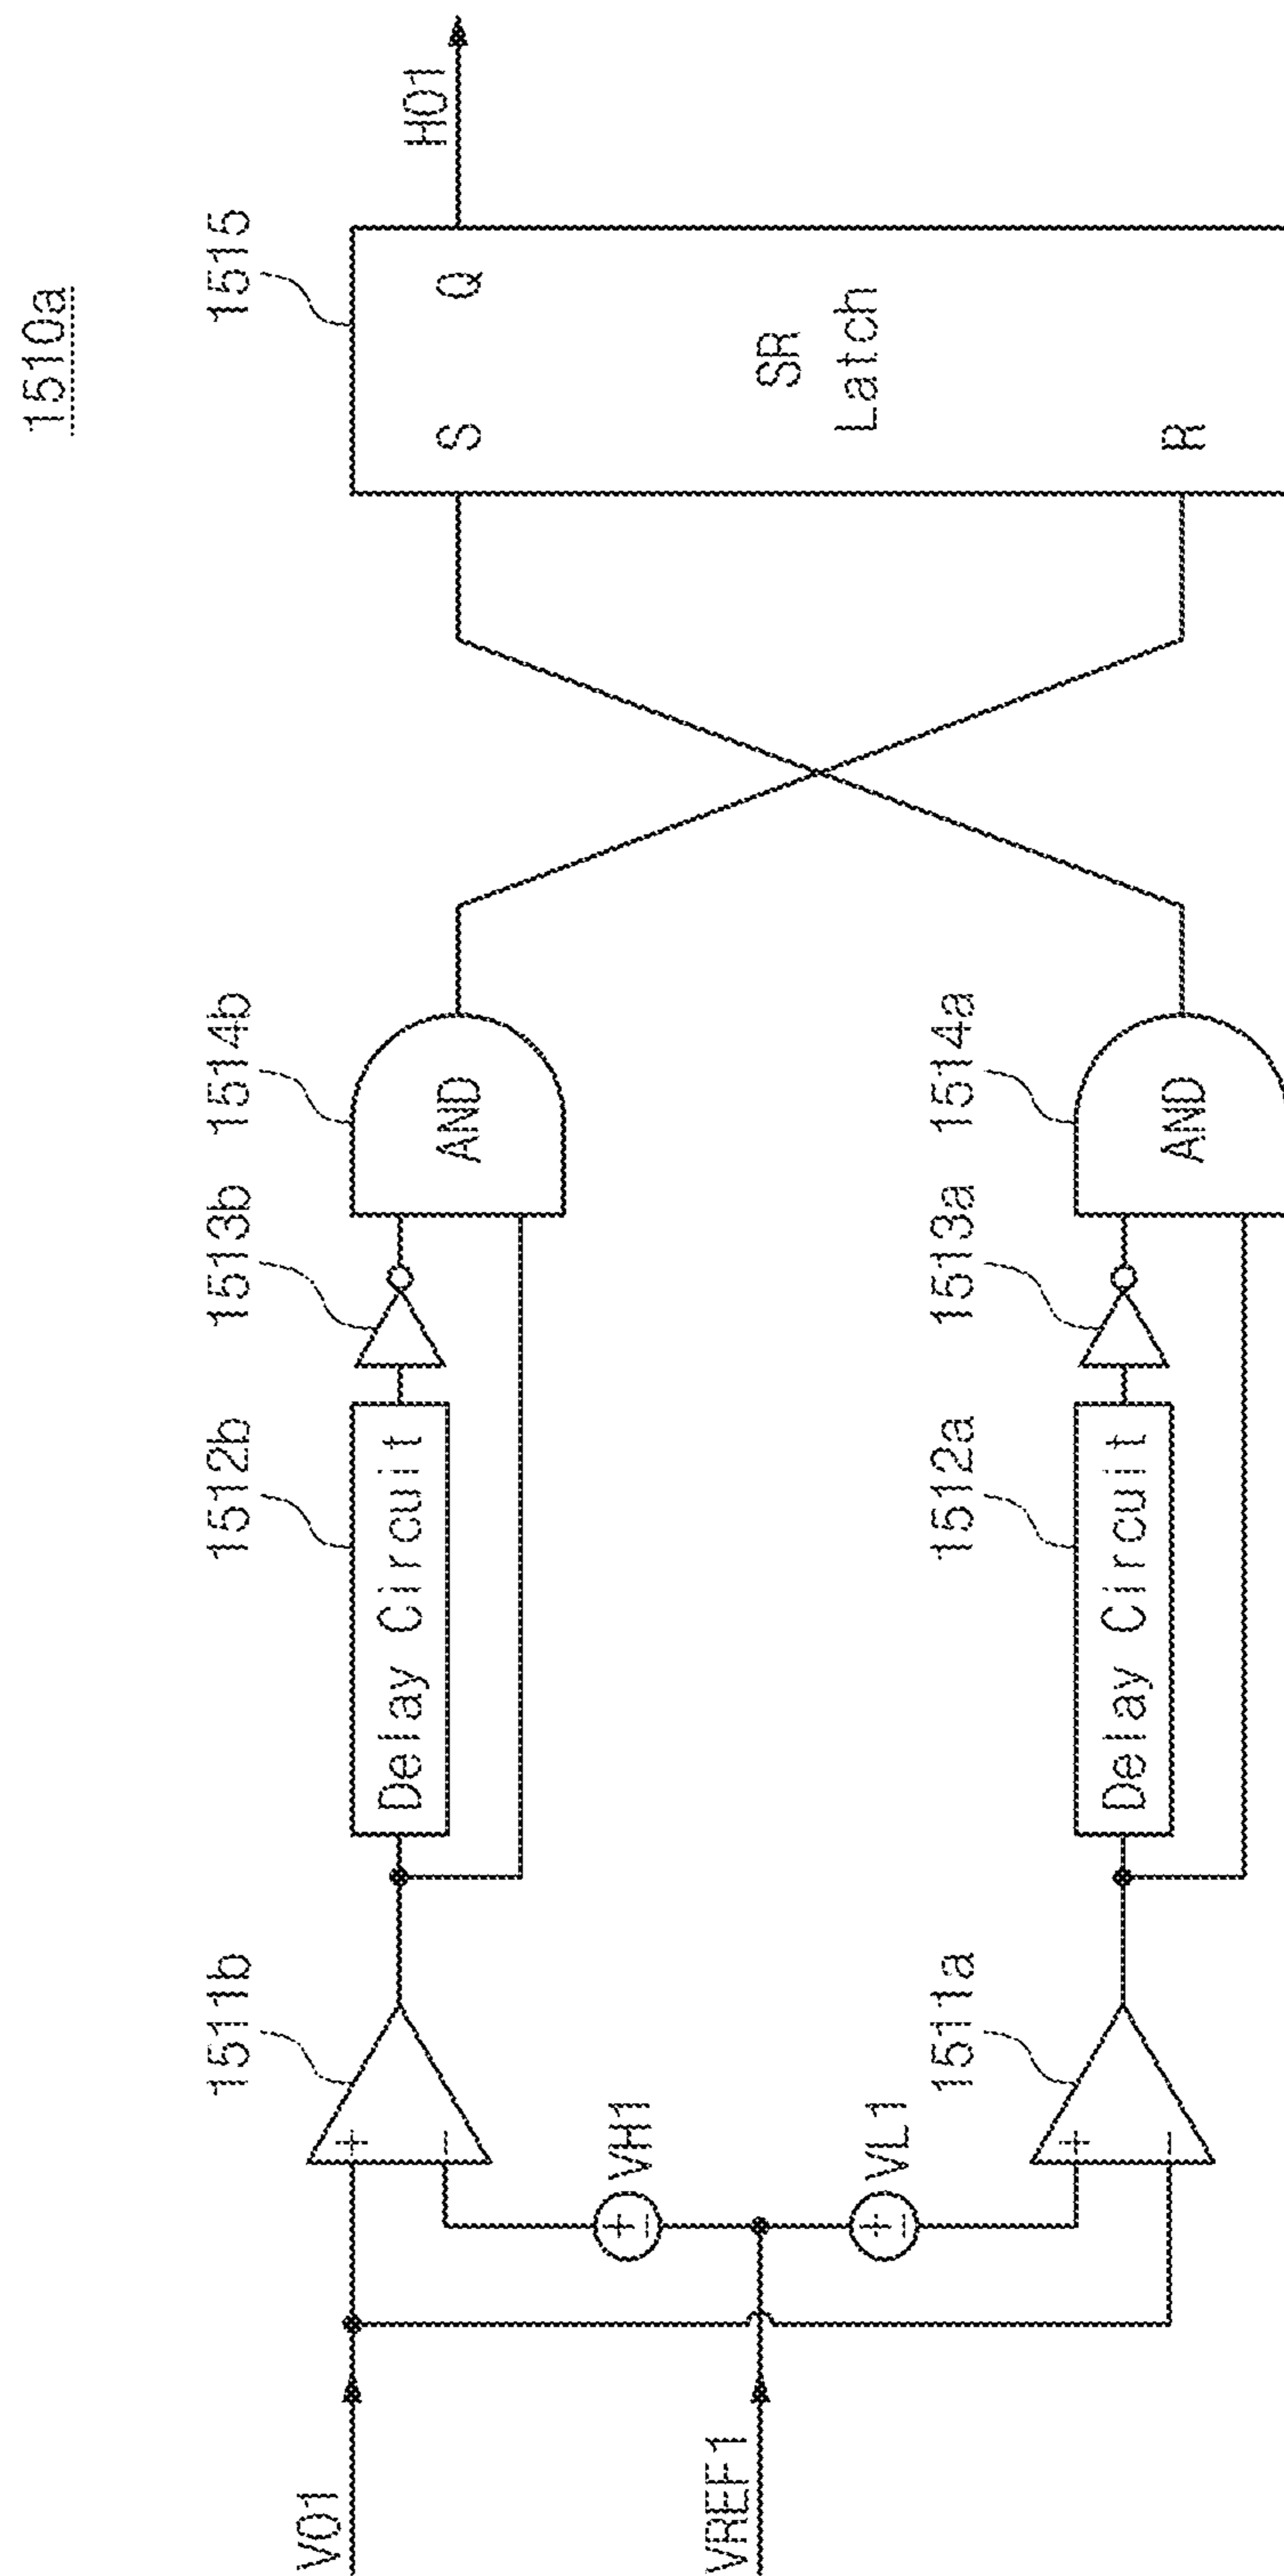 1510a
VO1
VREF1
1511b
+
-
VH1
+
-
VL1
+
-
1511a
+
-
1512b
Delay Circuit
1513b
1514b
AND
1512a
Delay Circuit
1513a
1514a
AND
1515
S
Q
SR
Latch
R
HO1